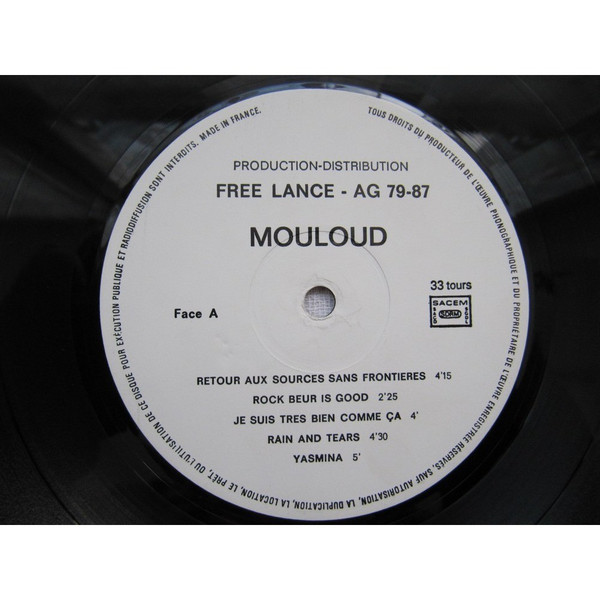 TOUS DROITS DU PRODUCTEUR DE L'ŒUVRE PHONOGRAPHIQUE ET DU PROPRIÉTAIRE DE L'ŒUVRE ENREGISTRÉE RÉSERVÉS. SAUF AUTORISATION, LA DUPLICATION, LA LOCATION, LE PRÊT, OU L'UTILISATION DE CE DISQUE POUR EXÉCUTION PUBLIQUE ET RADIODIFFUSION SONT INTERDITS. MADE IN FRANCE.
PRODUCTION-DISTRIBUTION
FREE LANCE - AG 79-87
MOULOUD
33 tours
SACEM
SACD
SDRM
SGDL
Face A
RETOUR AUX SOURCES SANS FRONTIERES 4'15
ROCK BEUR IS GOOD 2'25
JE SUIS TRES BIEN COMME ÇA 4'
RAIN AND TEARS 4'30
YASMINA 5'